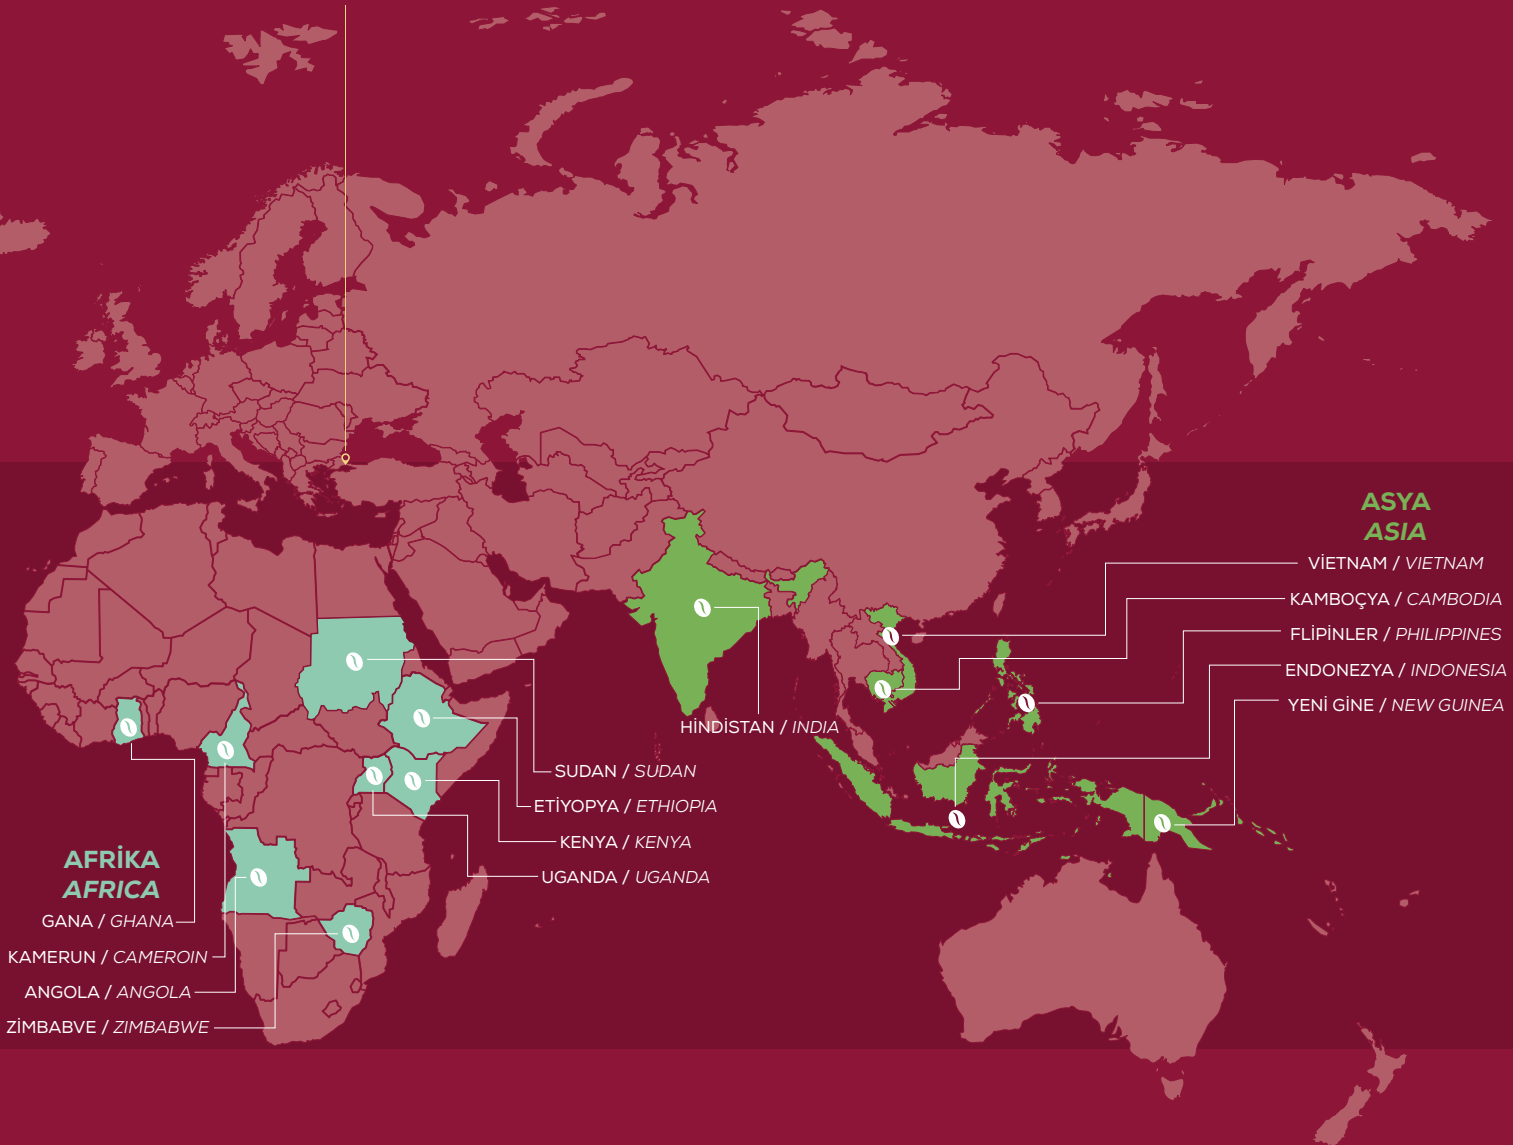 ASYA
ASIA
VİETNAM / VIETNAM
KAMBOÇYA / CAMBODIA
FLİPİNLER / PHILIPPINES
ENDONEZYA / INDONESIA
YENİ GİNE / NEW GUINEA
HİNDİSTAN / INDIA
SUDAN / SUDAN
ETİYOPYA / ETHIOPIA
KENYA / KENYA
UGANDA / UGANDA
AFRİKA
AFRICA
GANA / GHANA
KAMERUN / CAMEROIN
ANGOLA / ANGOLA
ZİMBABVE / ZIMBABWE